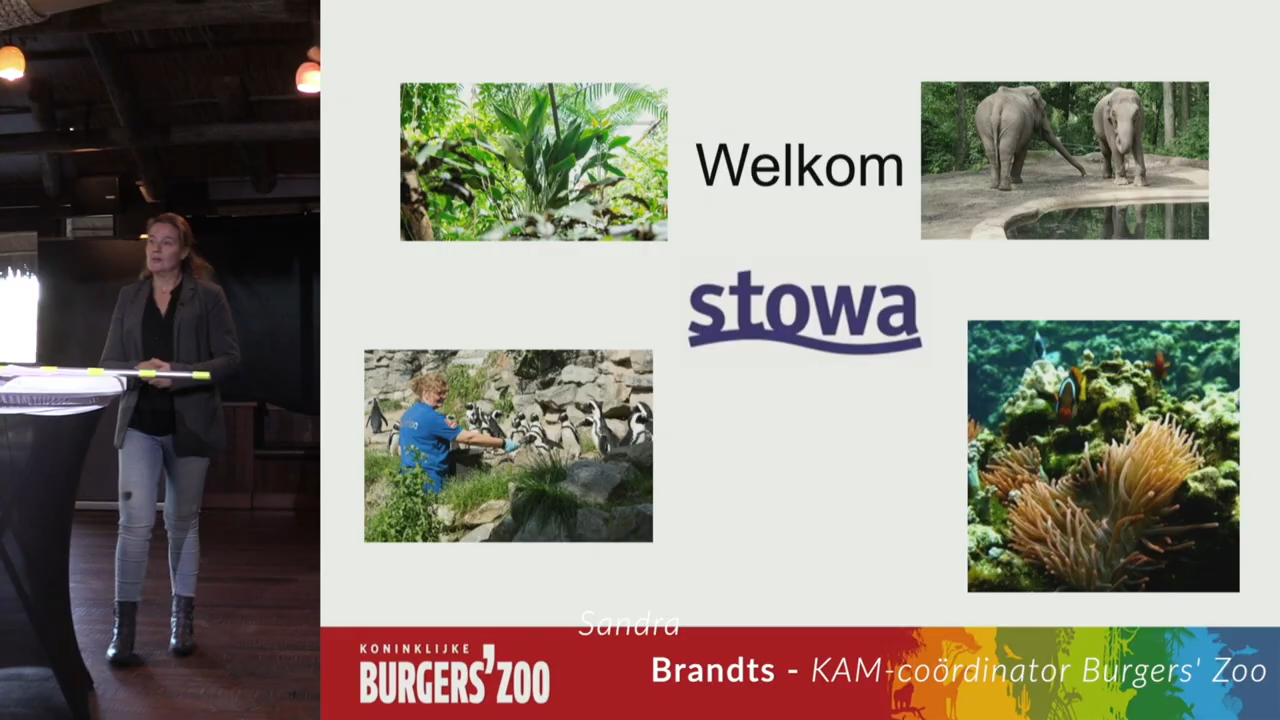 Welkom
stowa
Sandra
KONINKLIJKE
BURGERS'ZOO
Brandts - KAM-coördinator Burgers' Zoo